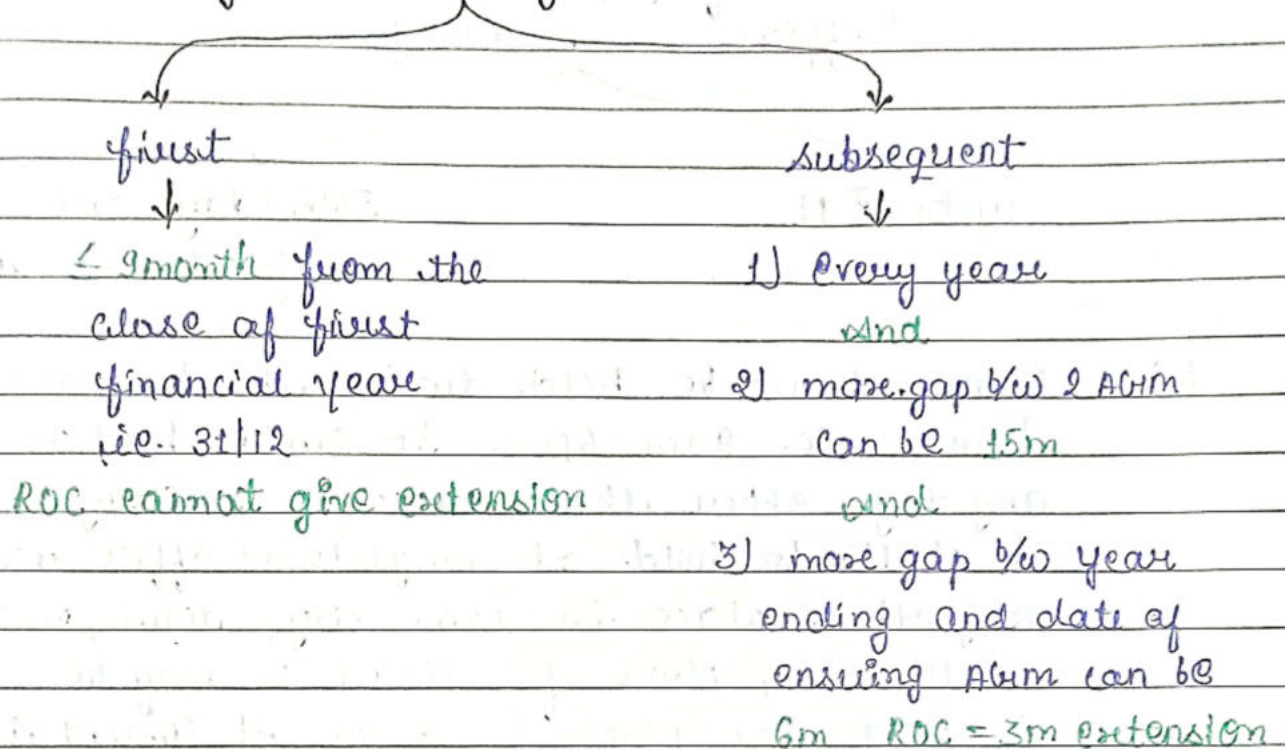 first
≤ 9month from the
close of first
financial year
i.e. 31/12
ROC cannot give extension
subsequent
1) every year
And
2) max. gap b/w 2 AGM
can be 15m
and
3) max gap b/w year
ending and date of
ensuing AGM can be
6m ROC = 3m extension